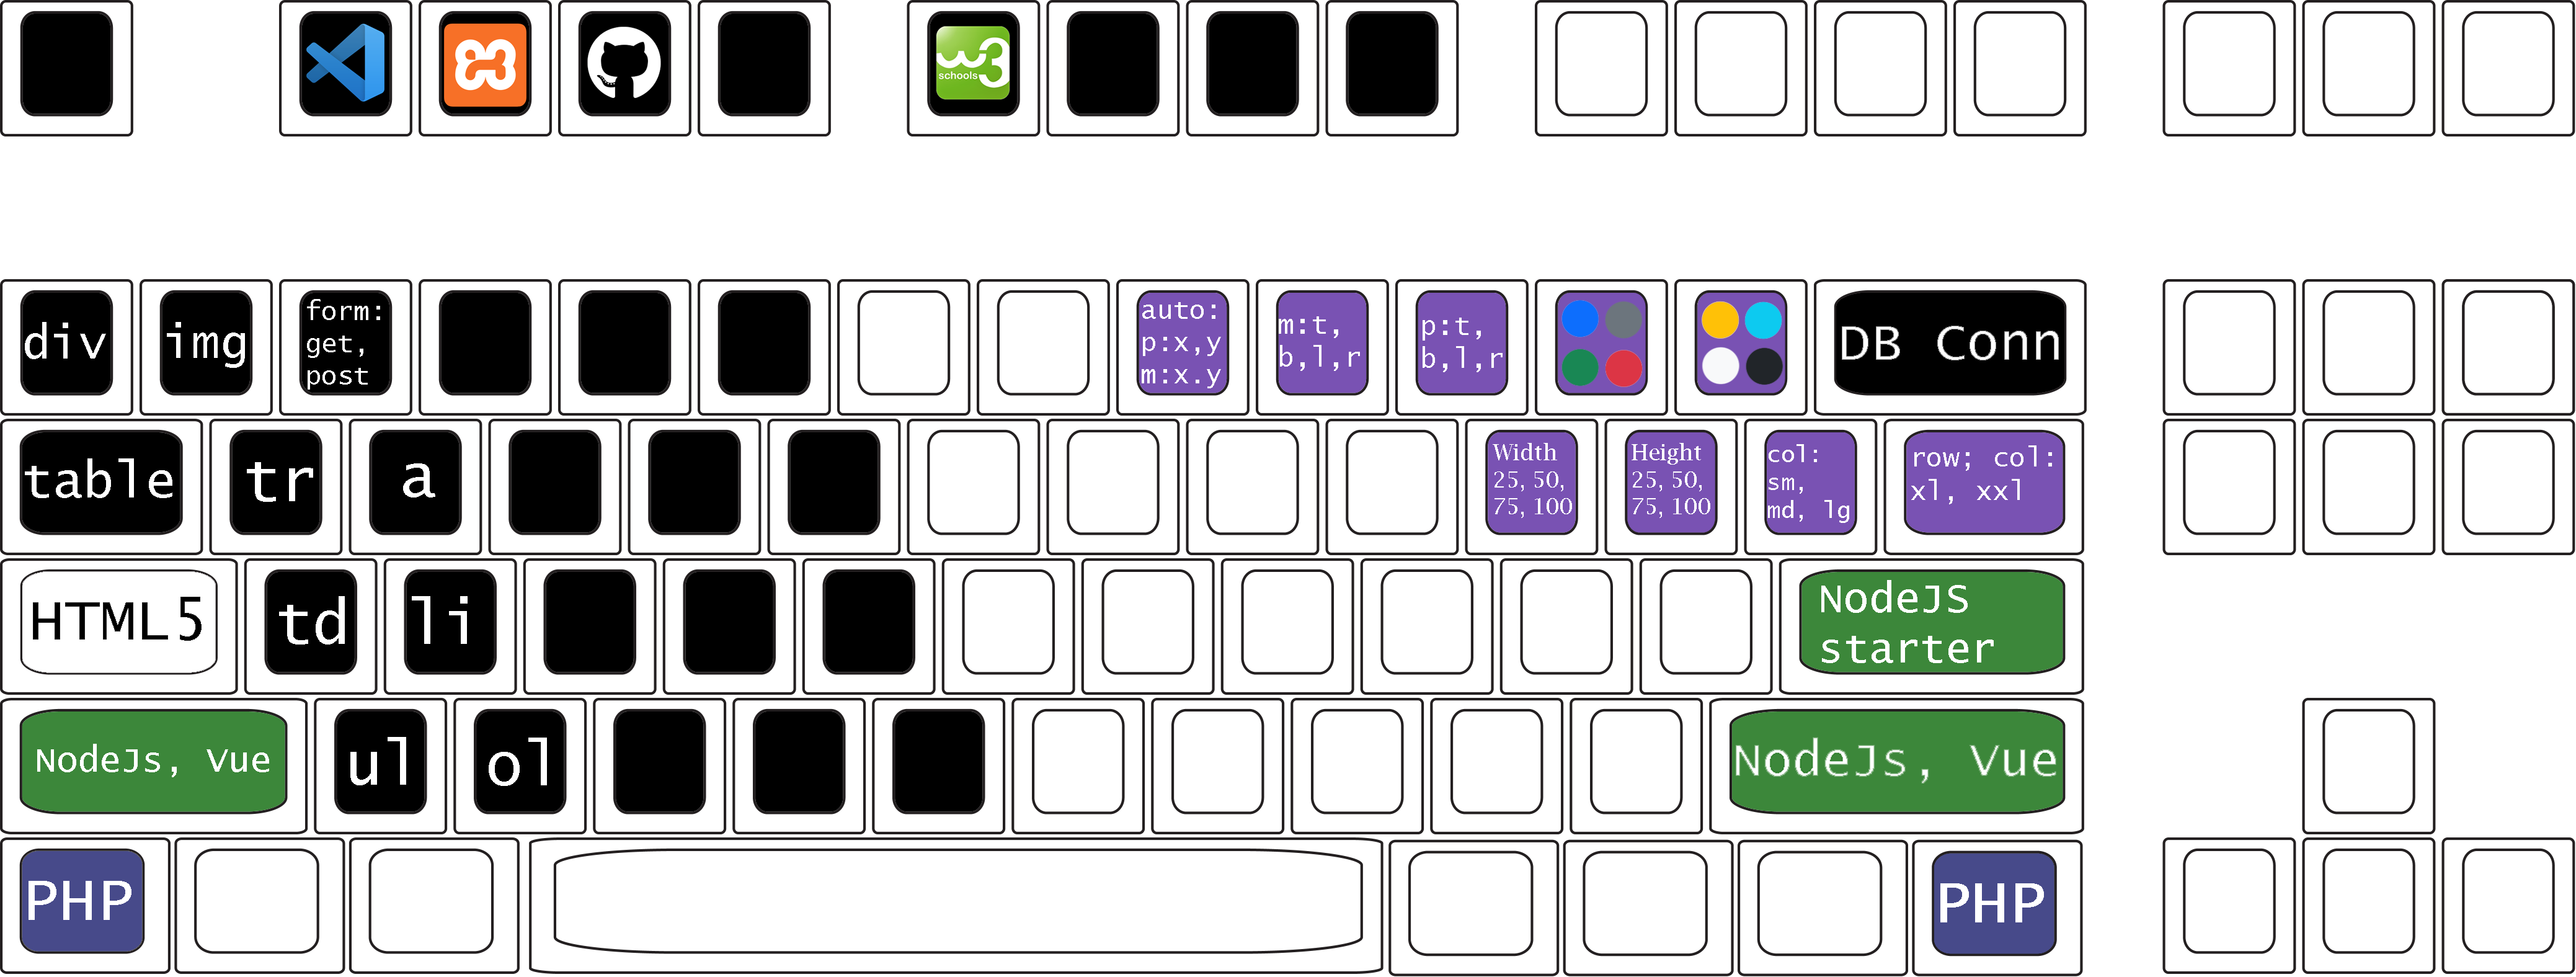 w3
schools
div
img
form:
get,
post
auto:
p:x,y
m:x.y
m:t,
b,l,r
p:t,
b,l,r
DB Conn
table
tr
a
Width
25, 50,
75, 100
Height
25, 50,
75, 100
col:
sm,
md, lg
row; col:
xl, xxl
HTML5
td
li
NodeJS
starter
NodeJs, Vue
ul
ol
NodeJs, Vue
PHP
PHP